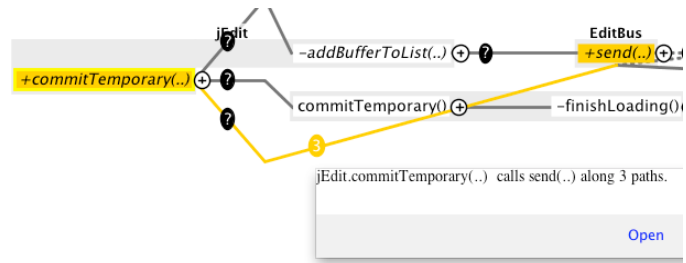 jEdit
EditBus
?
-addBufferToList(..)
?
+send(..)
+commitTemporary(..)
?
commitTemporary()
-finishLoading()
?
3
jEdit.commitTemporary(..) calls send(..) along 3 paths.
Open